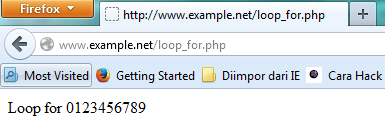 Firefox
http://www.example.net/loop_for.php
www.example.net/loop_for.php
Most Visited Getting Started Diimpor dari IE Cara Hack
Loop for 0123456789